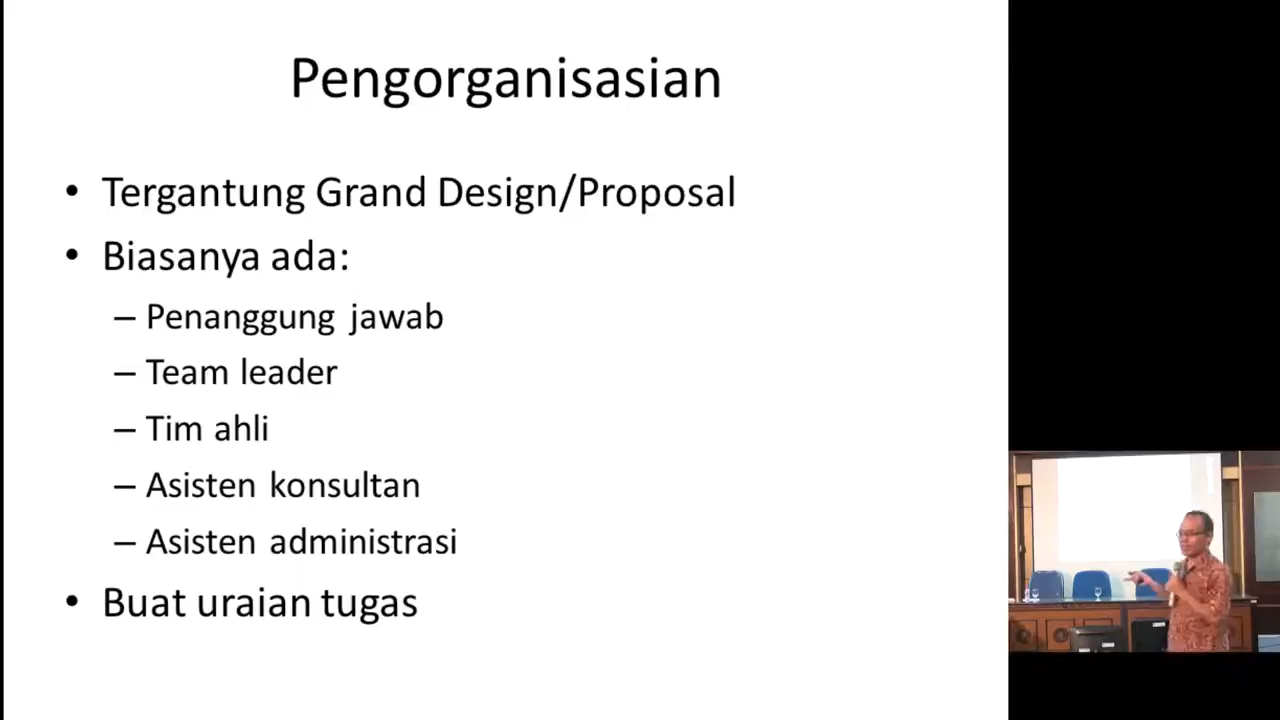 Pengorganisasian
• Tergantung Grand Design/Proposal
• Biasanya ada:
– Penanggung jawab
– Team leader
– Tim ahli
– Asisten konsultan
– Asisten administrasi
• Buat uraian tugas